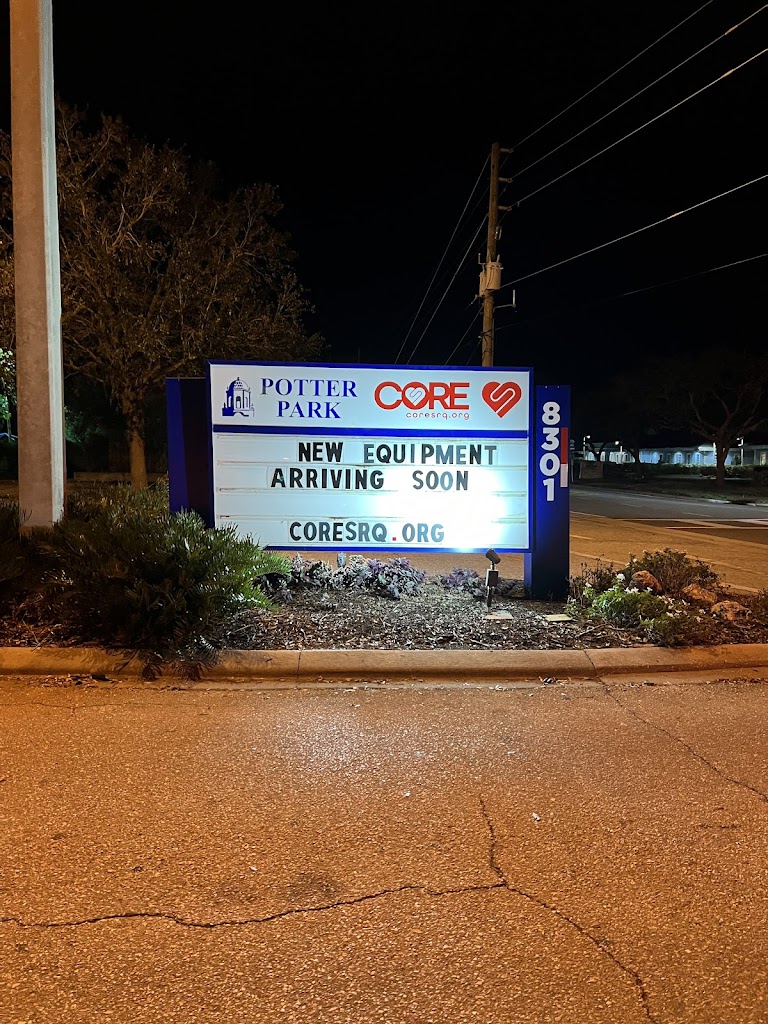 POTTER
PARK
CORE
coresrq.org
NEW EQUIPMENT
ARRIVING SOON
CORESRQ.ORG
8301